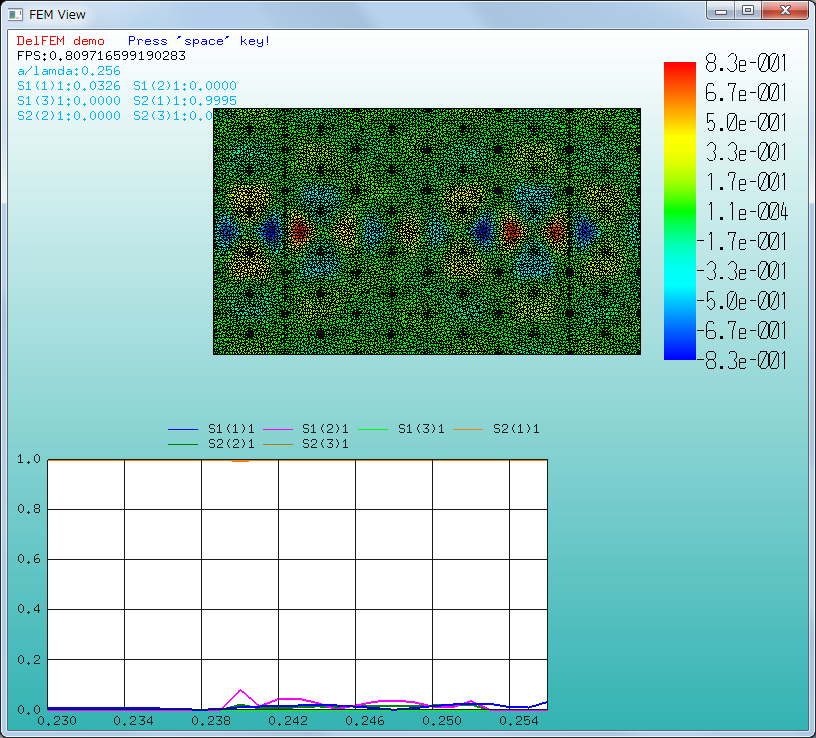 FEM View
DelFEM demo Press "space" key!
FPS:0.809716599190283
a/lamda:0.256
S1(1)1:0.0326 S1(2)1:0.0000
S1(3)1:0.0000 S2(1)1:0.9995
S2(2)1:0.0000 S2(3)1:0.0
8.3e-001
6.7e-001
5.0e-001
3.3e-001
1.7e-001
1.1e-004
-1.7e-001
-3.3e-001
-5.0e-001
-6.7e-001
-8.3e-001
S1(1)1 S1(2)1 S1(3)1 S2(1)1
S2(2)1 S2(3)1
1.0
0.8
0.6
0.4
0.2
0.0
0.230 0.234 0.238 0.242 0.246 0.250 0.254